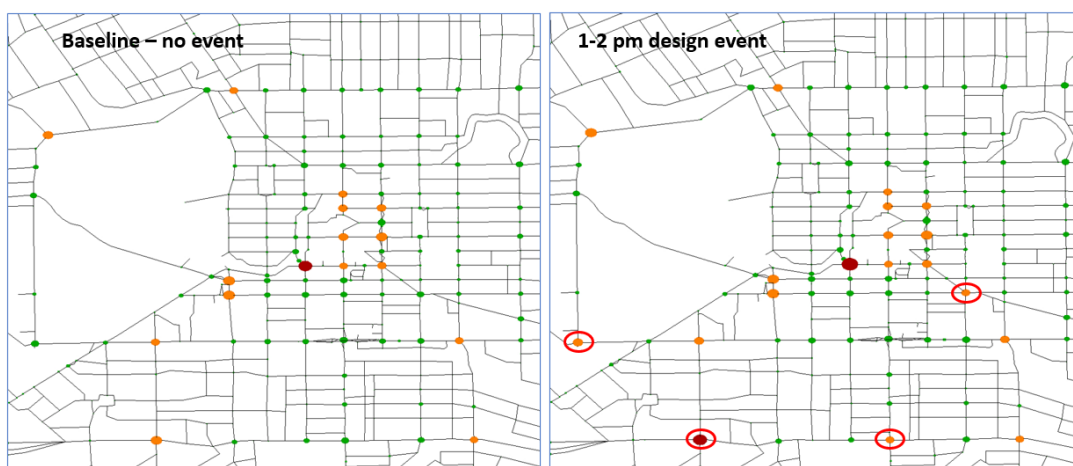 Baseline – no event
1-2 pm design event